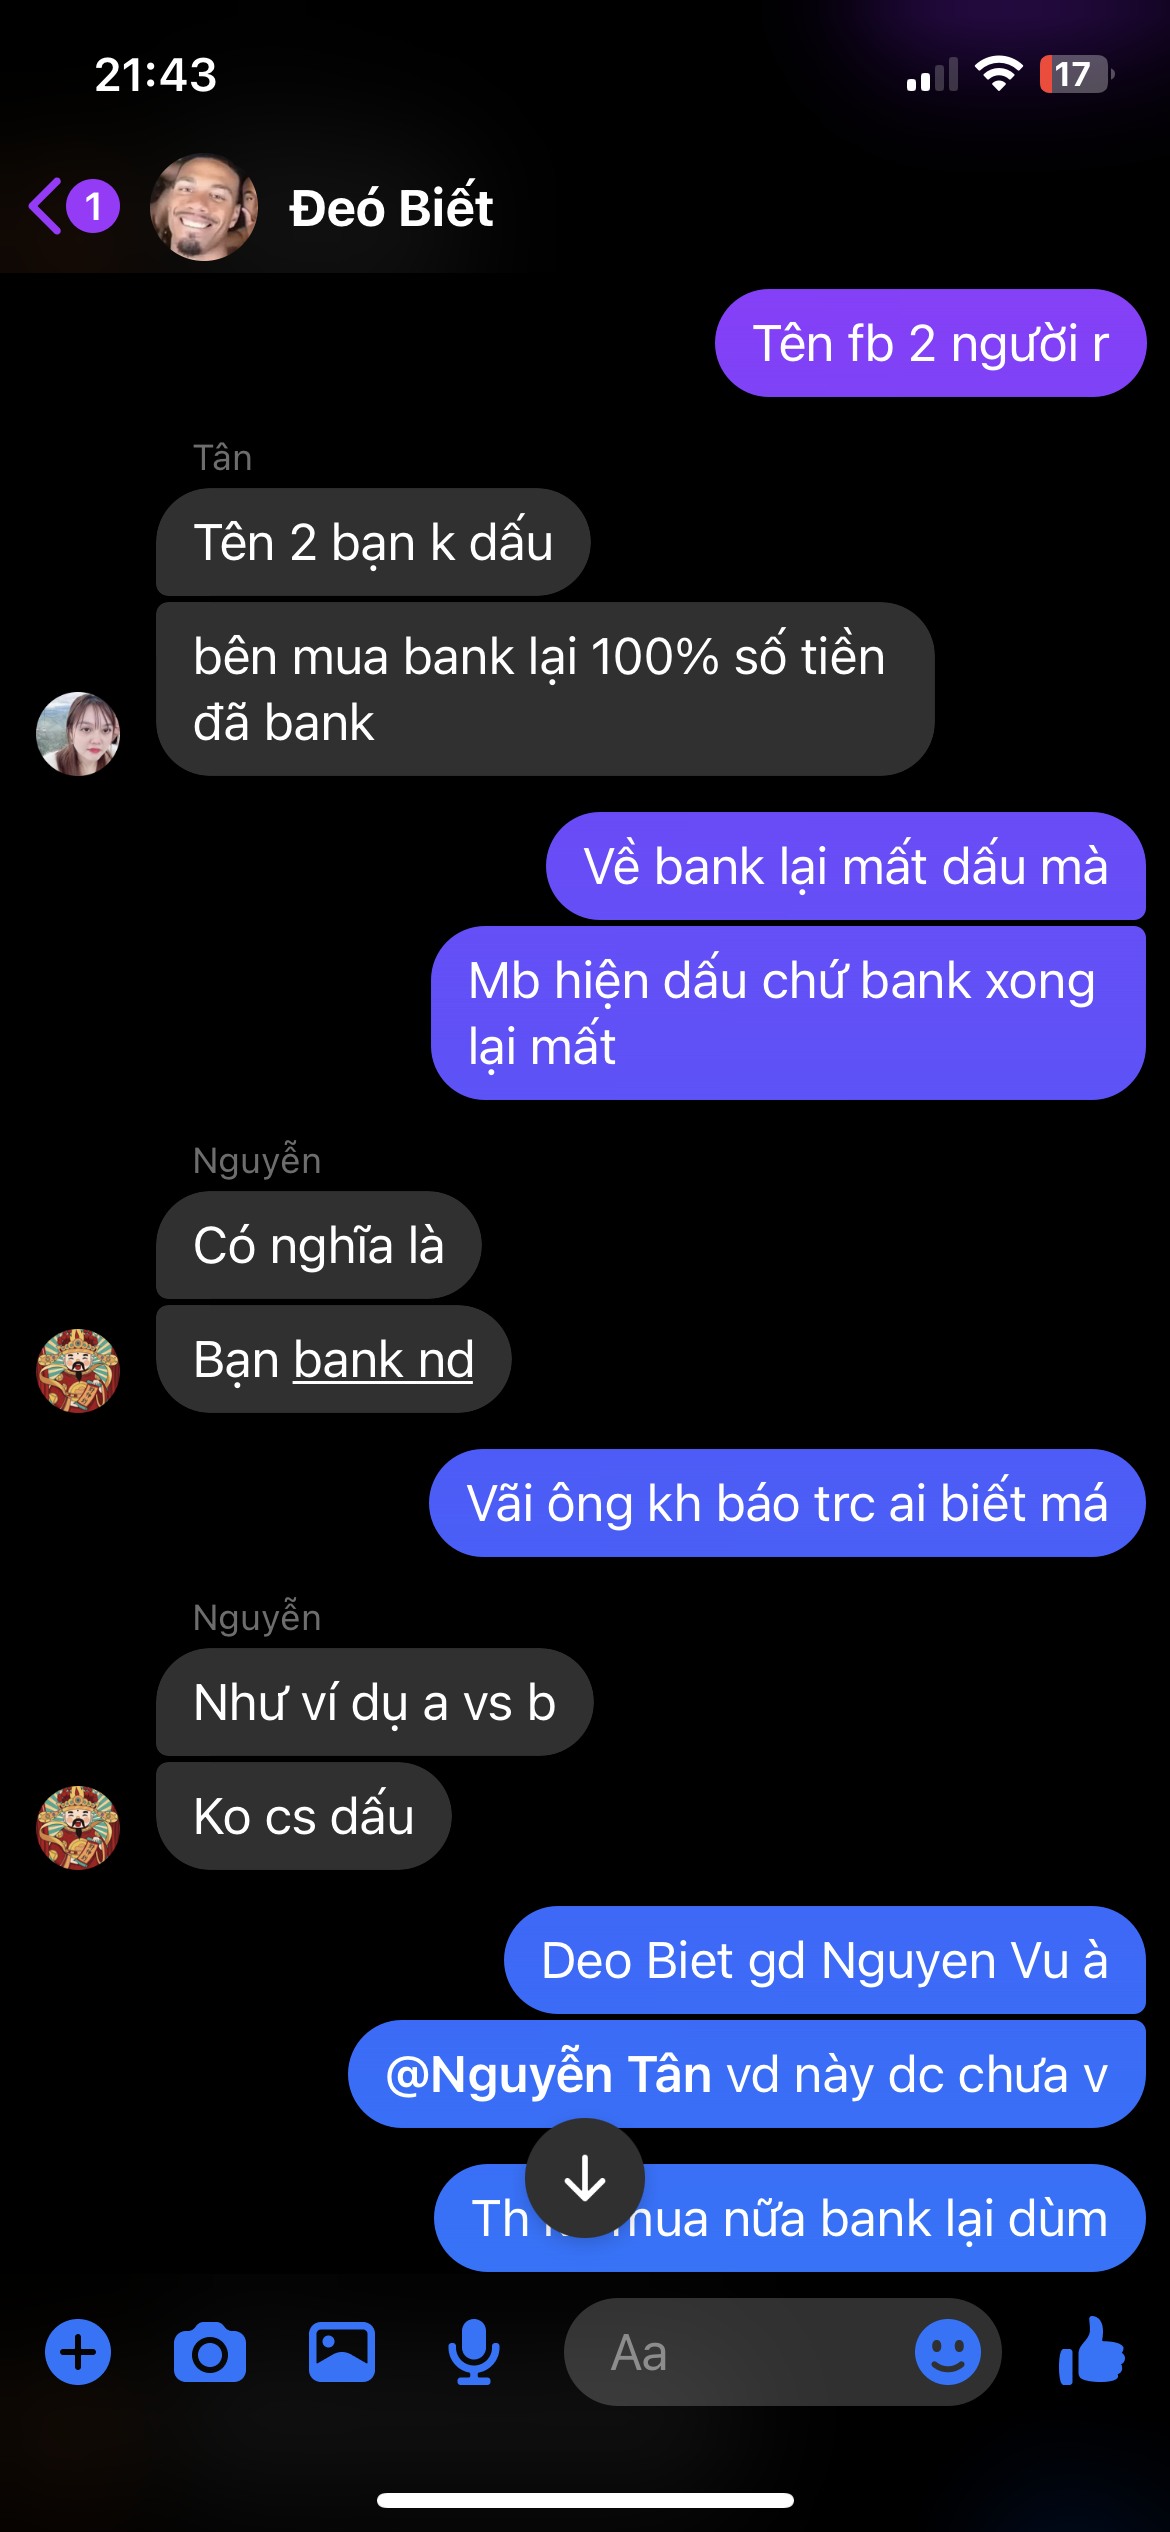 21:43
17
1
Đeó Biết
Tên fb 2 người r
Tân
Tên 2 bạn k dấu
bên mua bank lại 100% số tiền
đã bank
Về bank lại mất dấu mà
Mb hiện dấu chứ bank xong
lại mất
Nguyễn
Có nghĩa là
Bạn bank nd
Vãi ông kh báo trc ai biết má
Nguyễn
Như ví dụ a vs b
Ko cs dấu
Deo Biet gd Nguyen Vu à
@Nguyễn Tân vd này dc chưa v
Th mua nữa bank lại dùm
Aa